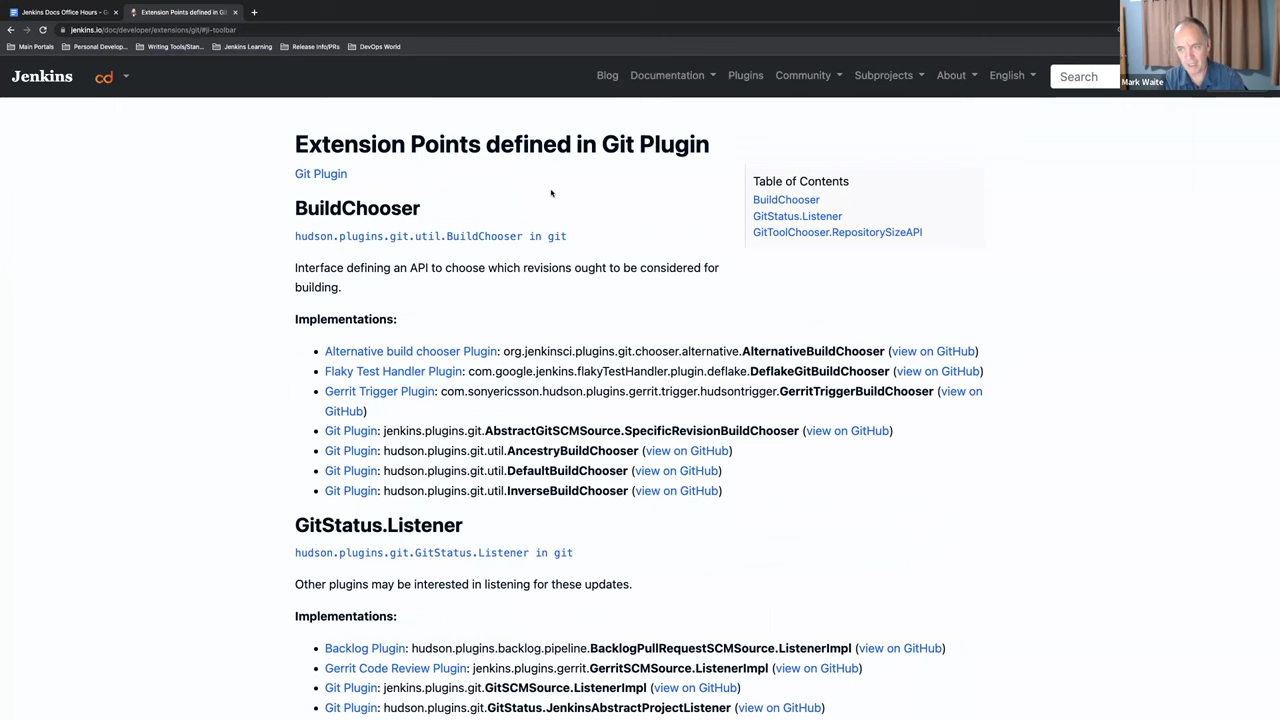 Jenkins Docs Office Hours - G
Extension Points defined in Git
jenkins.io/doc/developer/extensions/git/#jl-toolbar
Main Portals
Personal Develop...
Writing Tools/Stan...
Jenkins Learning
Release Info/PRs
DevOps World
Jenkins
cd
Blog
Documentation
Plugins
Community
Subprojects
About
English
Search
Mark Waite
Extension Points defined in Git Plugin
Git Plugin
Table of Contents
BuildChooser
GitStatus.Listener
GitToolChooser.RepositorySizeAPI
BuildChooser
hudson.plugins.git.util.BuildChooser in git
Interface defining an API to choose which revisions ought to be considered for
building.
Implementations:
Alternative build chooser Plugin: org.jenkinsci.plugins.git.chooser.alternative.AlternativeBuildChooser (view on GitHub)
Flaky Test Handler Plugin: com.google.jenkins.flakyTestHandler.plugin.deflake.DeflakeGitBuildChooser (view on GitHub)
Gerrit Trigger Plugin: com.sonyericsson.hudson.plugins.gerrit.trigger.hudsontrigger.GerritTriggerBuildChooser (view on
GitHub)
Git Plugin: jenkins.plugins.git.AbstractGitSCMSource.SpecificRevisionBuildChooser (view on GitHub)
Git Plugin: hudson.plugins.git.util.AncestryBuildChooser (view on GitHub)
Git Plugin: hudson.plugins.git.util.DefaultBuildChooser (view on GitHub)
Git Plugin: hudson.plugins.git.util.InverseBuildChooser (view on GitHub)
GitStatus.Listener
hudson.plugins.git.GitStatus.Listener in git
Other plugins may be interested in listening for these updates.
Implementations:
Backlog Plugin: hudson.plugins.backlog.pipeline.BacklogPullRequestSCMSource.ListenerImpl (view on GitHub)
Gerrit Code Review Plugin: jenkins.plugins.gerrit.GerritSCMSource.ListenerImpl (view on GitHub)
Git Plugin: jenkins.plugins.git.GitSCMSource.ListenerImpl (view on GitHub)
Git Plugin: hudson.plugins.git.GitStatus.JenkinsAbstractProjectListener (view on GitHub)